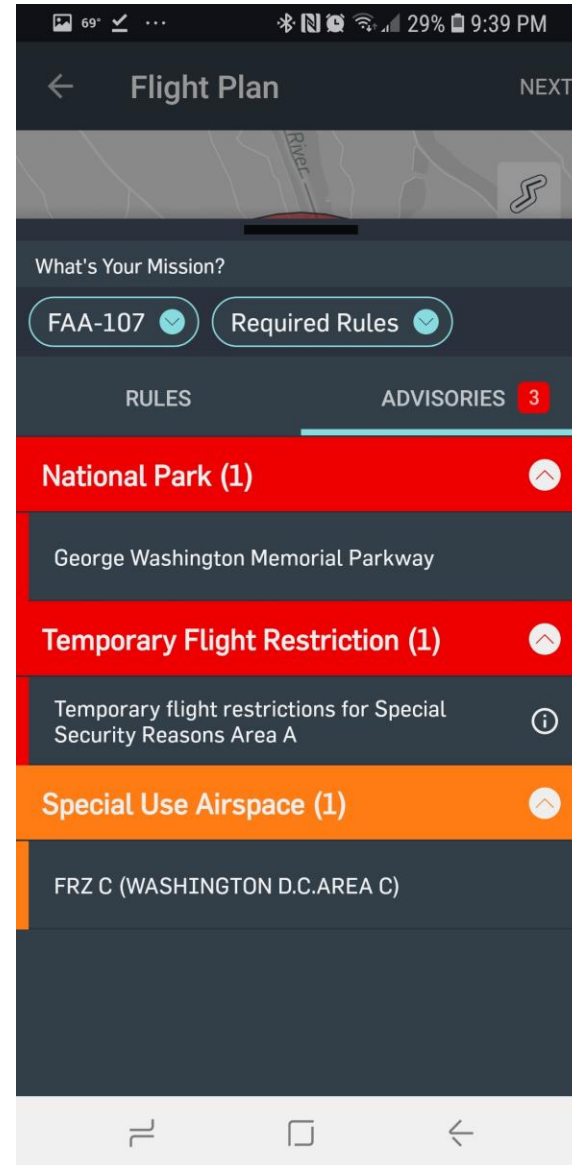 69° ... 29% 9:39 PM
Flight Plan NEXT
River
What's Your Mission?
FAA-107 Required Rules
RULES ADVISORIES 3
National Park (1)
George Washington Memorial Parkway
Temporary Flight Restriction (1)
Temporary flight restrictions for Special
Security Reasons Area A
Special Use Airspace (1)
FRZ C (WASHINGTON D.C.AREA C)